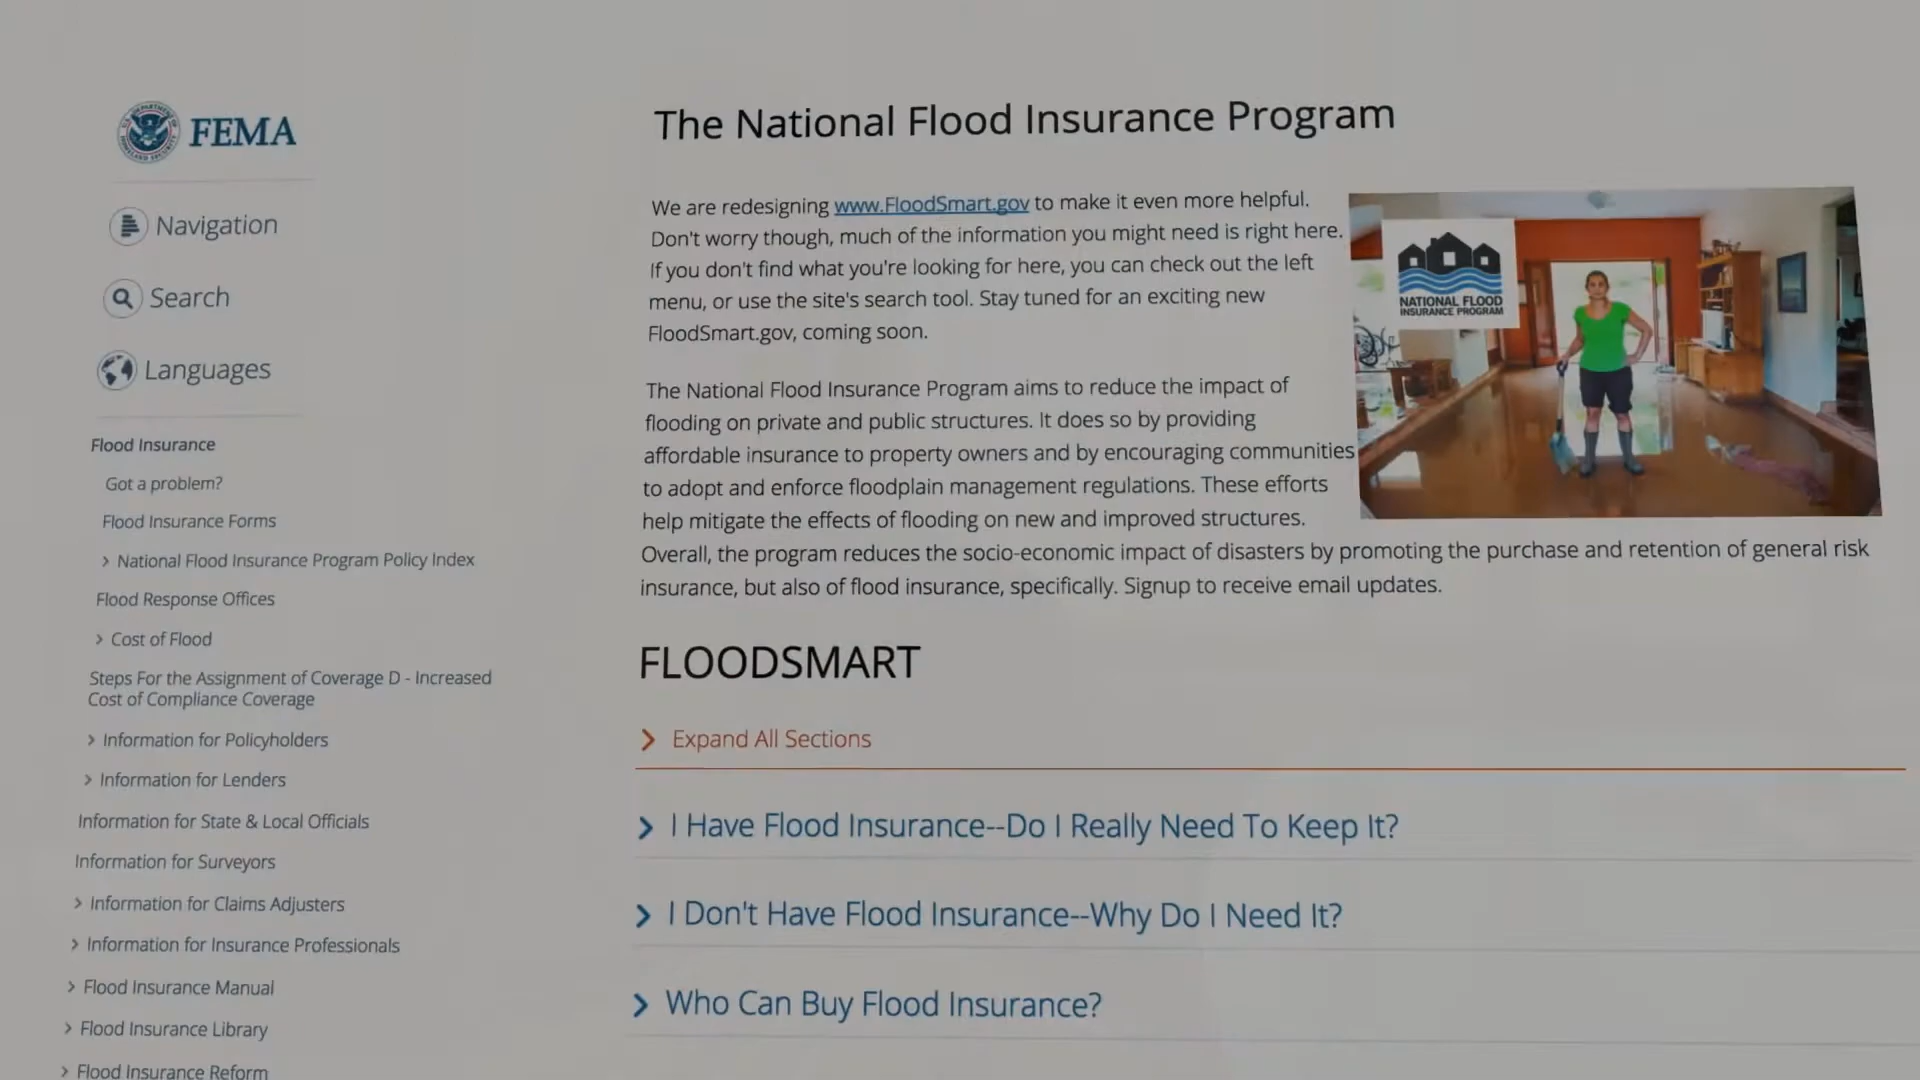 FEMA
Navigation
Search
Languages
Flood Insurance
Got a problem?
Flood Insurance Forms
National Flood Insurance Program Policy Index
Flood Response Offices
Cost of Flood
Steps For the Assignment of Coverage D - Increased
Cost of Compliance Coverage
Information for Policyholders
Information for Lenders
Information for State & Local Officials
Information for Surveyors
Information for Claims Adjusters
Information for Insurance Professionals
Flood Insurance Manual
Flood Insurance Library
Flood Insurance Reform
The National Flood Insurance Program
We are redesigning www.FloodSmart.gov to make it even more helpful.
Don't worry though, much of the information you might need is right here.
If you don't find what you're looking for here, you can check out the left
menu, or use the site's search tool. Stay tuned for an exciting new
FloodSmart.gov, coming soon.
NATIONAL FLOOD
INSURANCE PROGRAM
The National Flood Insurance Program aims to reduce the impact of
flooding on private and public structures. It does so by providing
affordable insurance to property owners and by encouraging communities
to adopt and enforce floodplain management regulations. These efforts
help mitigate the effects of flooding on new and improved structures.
Overall, the program reduces the socio-economic impact of disasters by promoting the purchase and retention of general risk
insurance, but also of flood insurance, specifically. Signup to receive email updates.
FLOODSMART
Expand All Sections
I Have Flood Insurance--Do I Really Need To Keep It?
I Don't Have Flood Insurance--Why Do I Need It?
Who Can Buy Flood Insurance?